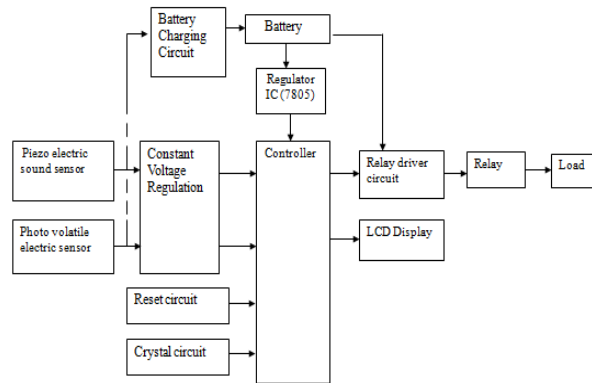 Battery
Charging
Circuit
Battery
Regulator
IC (7805)
Piezo electric
sound sensor
Constant
Voltage
Regulation
Controller
Relay driver
circuit
Relay
Load
Photo volatile
electric sensor
LCD Display
Reset circuit
Crystal circuit